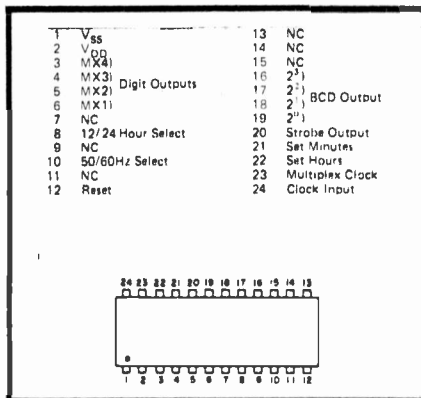 1 VSS
2 VDD
3 MX4)
4 MX3) Digit Outputs
5 MX2)
6 MX1)
7 NC
8 12/24 Hour Select
9 NC
10 50/60Hz Select
11 NC
12 Reset
13 NC
14 NC
15 NC
16 2³)
17 2²) BCD Output
18 2¹)
19 2⁰)
20 Strobe Output
21 Set Minutes
22 Set Hours
23 Multiplex Clock
24 Clock Input
24 23 22 21 20 19 18 17 16 15 14 13
1 2 3 4 5 6 7 8 9 10 11 12